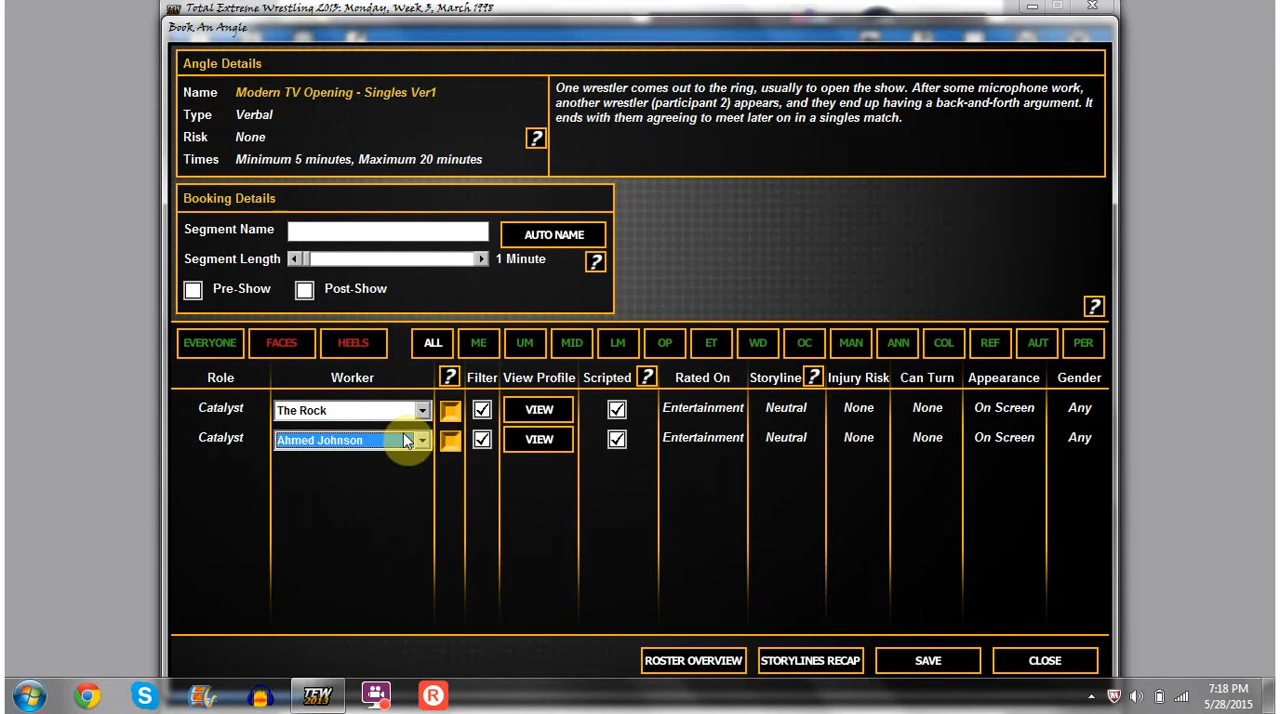 Total Extreme Wrestling 2013: Monday, Week 3, March 1998
Book An Angle
Angle Details
Name Modern TV Opening - Singles Ver1
Type Verbal
Risk None
?
Times Minimum 5 minutes, Maximum 20 minutes
One wrestler comes out to the ring, usually to open the show. After some microphone work,
another wrestler (participant 2) appears, and they end up having a back-and-forth argument. It
ends with them agreeing to meet later on in a singles match.
Booking Details
Segment Name AUTO NAME
Segment Length 1 Minute ?
Pre-Show Post-Show
?
EVERYONE FACES HEELS ALL ME UM MID LM OP ET WD OC MAN ANN COL REF AUT PER
Role Worker ? Filter View Profile Scripted ? Rated On Storyline ? Injury Risk Can Turn Appearance Gender
Catalyst The Rock VIEW Entertainment Neutral None None On Screen Any
Catalyst Ahmed Johnson VIEW Entertainment Neutral None None On Screen Any
ROSTER OVERVIEW STORYLINES RECAP SAVE CLOSE
TEW 2013 R 7:18 PM
5/28/2015